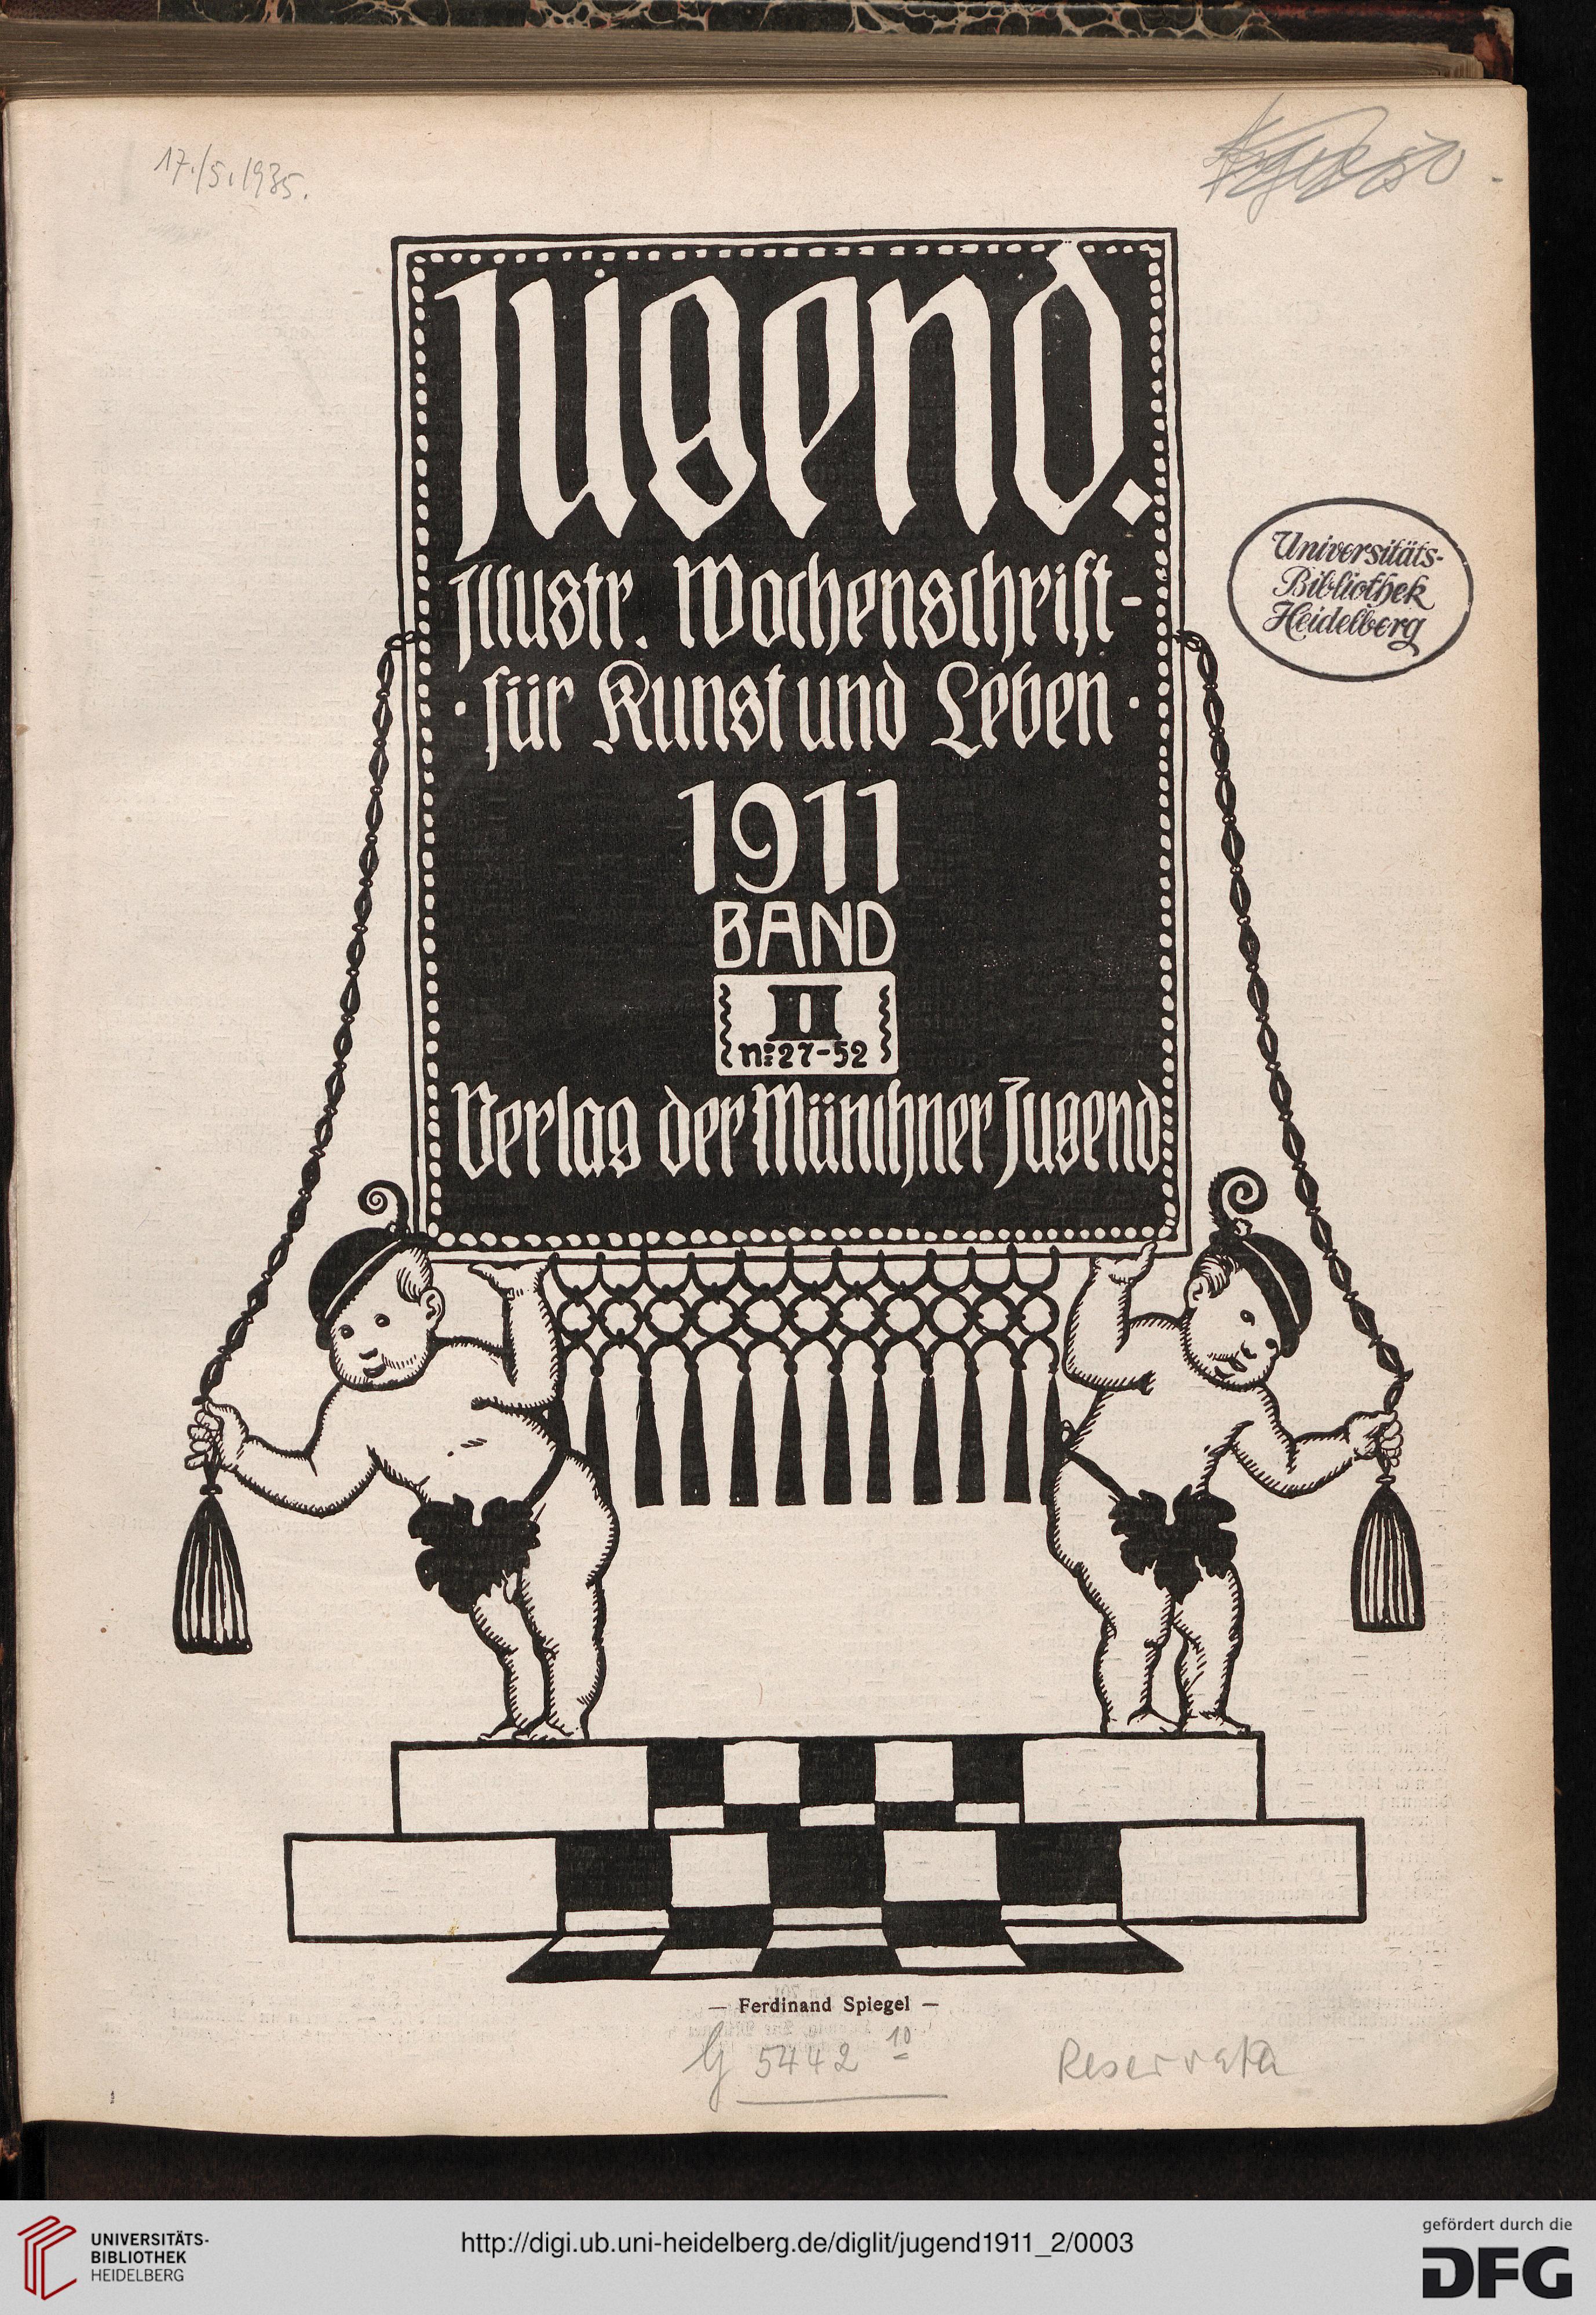 17./5.1935.
Jugend.
Illustr. Wochenschrift-
· für Kunst und Leben ·
1911
BAND
II
No: 27-52
Verlag der Münchner Jugend
Universitäts-
Bibliothek
Heidelberg
— Ferdinand Spiegel —
G 5442 10
Reservata
UNIVERSITÄTS-
BIBLIOTHEK
HEIDELBERG
http://digi.ub.uni-heidelberg.de/diglit/jugend1911_2/0003
gefördert durch die
DFG